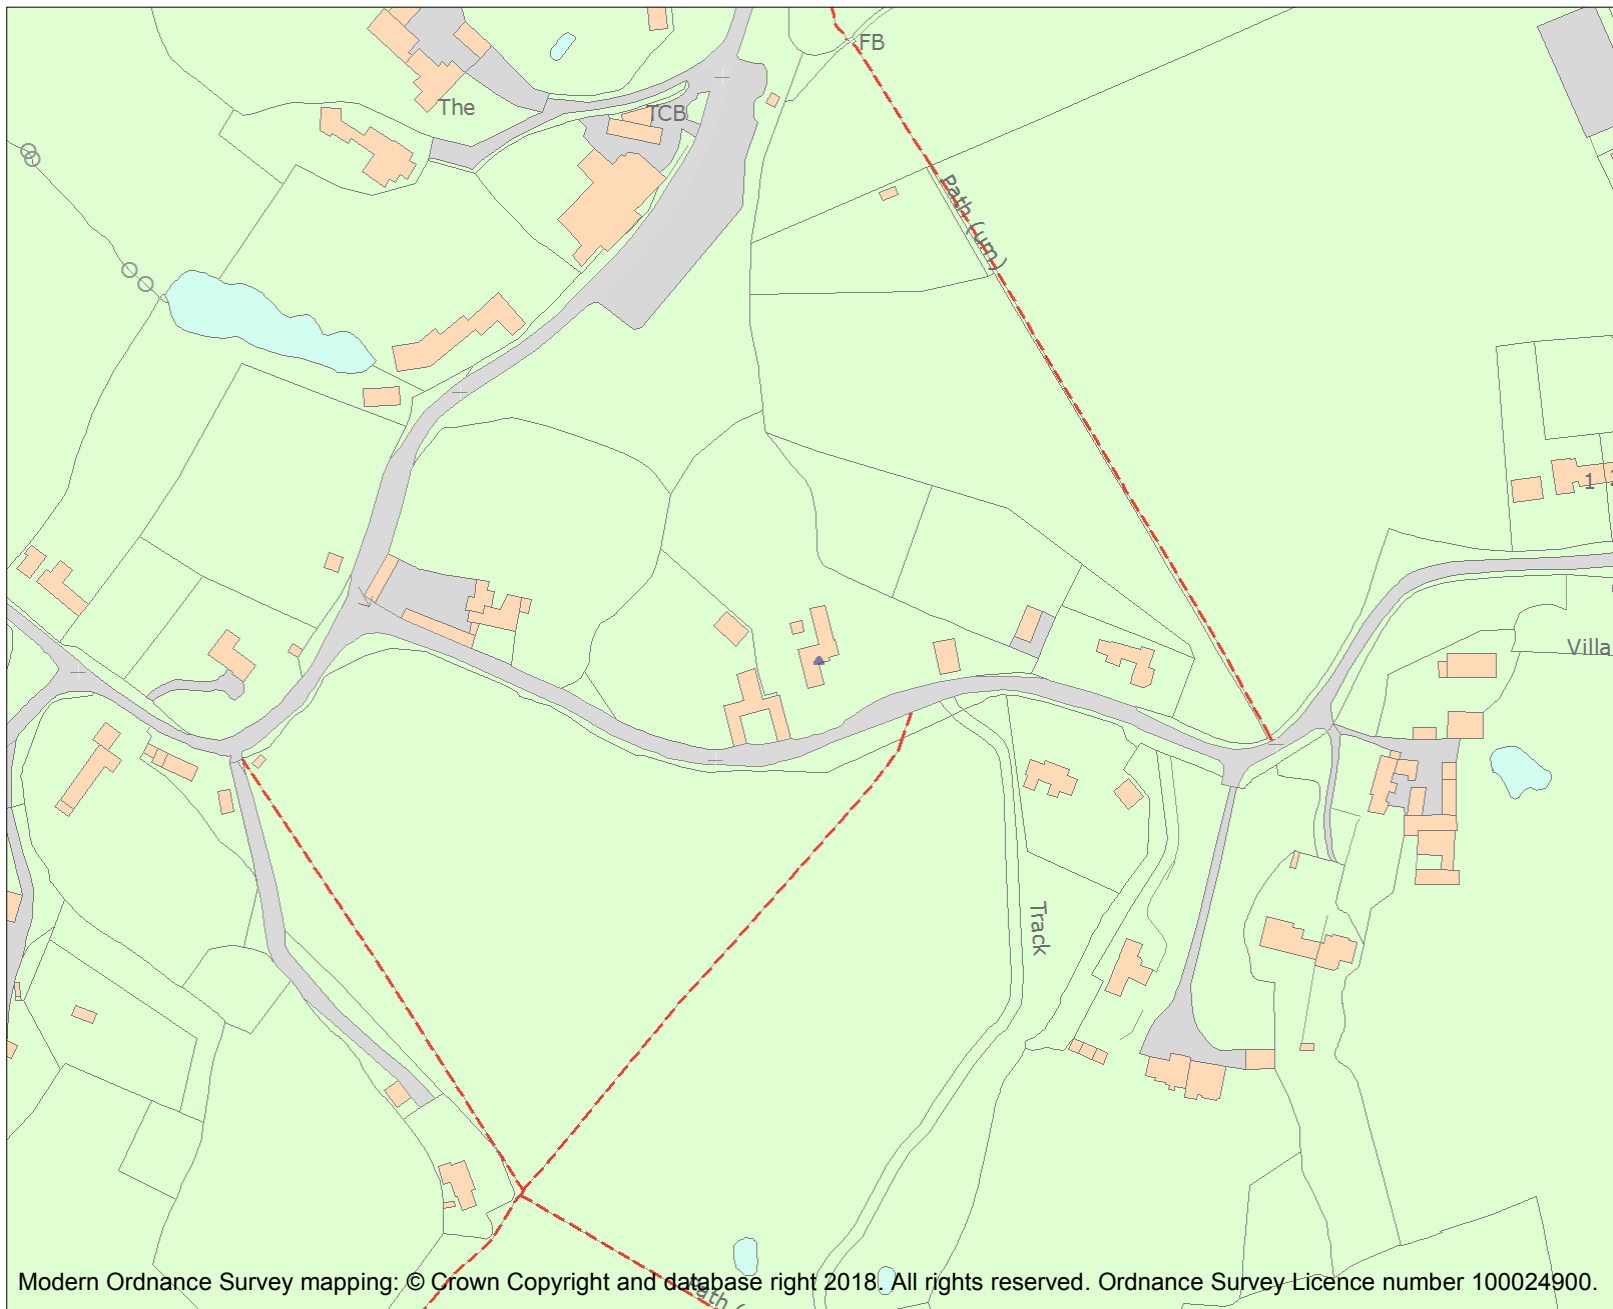 FB
The
TCB
Path (um)
1
Villa
Track
Path (
Modern Ordnance Survey mapping: © Crown Copyright and database right 2018. All rights reserved. Ordnance Survey Licence number 100024900.